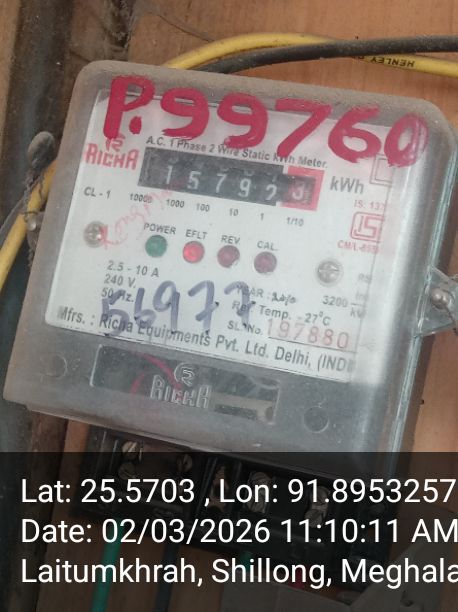 HENLEY
P.99760
RICHA
A.C. 1 Phase 2 Wire Static kWh Meter.
15792 kWh
CL - 1
10000 1000 100 10 1 1/10
POWER EFLT REV. CAL.
2.5 - 10 A
240 V.
50 Hz.
3200
Ref. Temp. - 27°C
Sl. No. 197880
56977
Mfrs. : Richa Equipments Pvt. Ltd. Delhi, (INDI
RICHA
Lat: 25.5703 , Lon: 91.8953257
Date: 02/03/2026 11:10:11 AM
Laitumkhrah, Shillong, Meghala